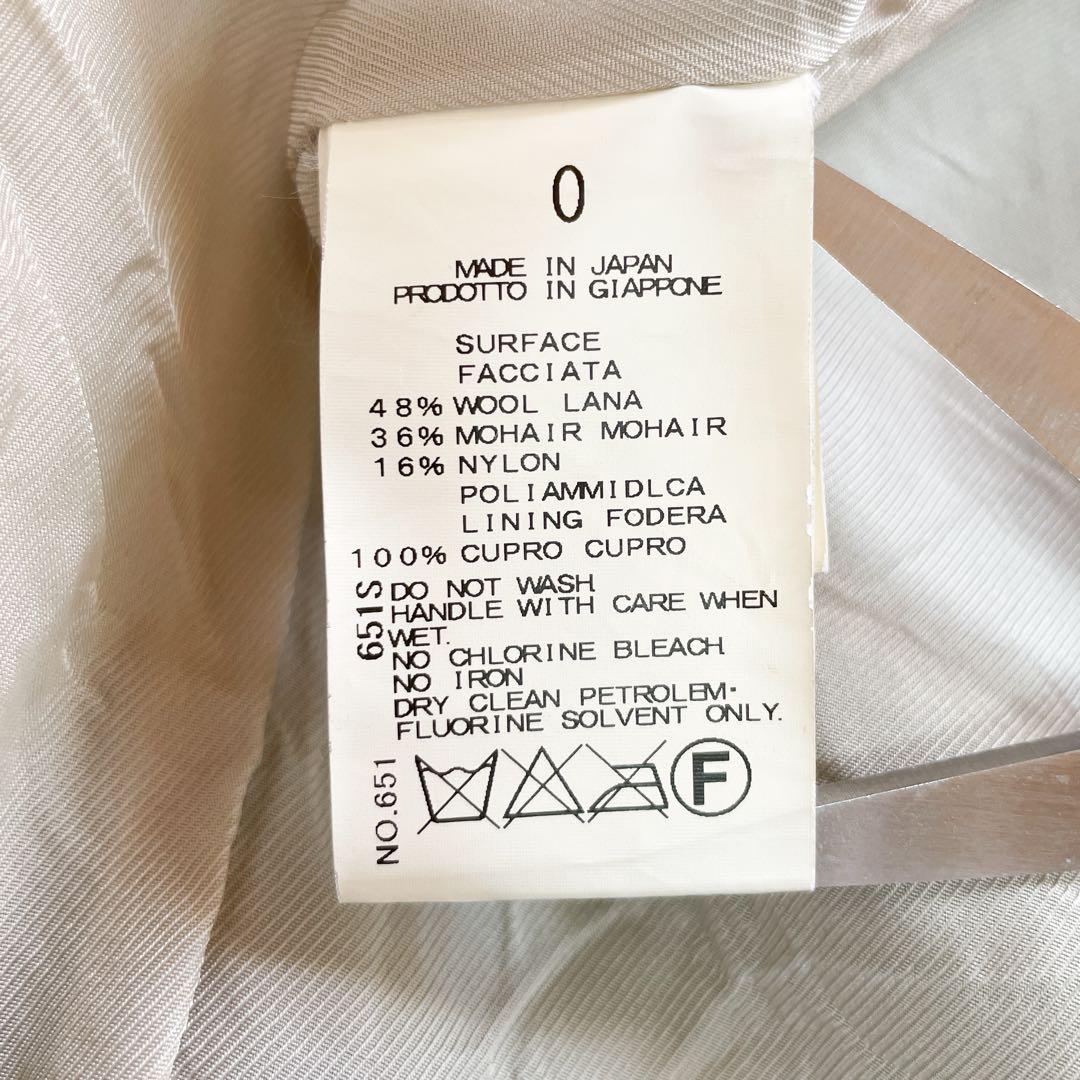 0
MADE IN JAPAN
PRODOTTO IN GIAPPONE
SURFACE
FACCIATA
48% WOOL LANA
36% MOHAIR MOHAIR
16% NYLON
POLIAMMIDLCA
LINING FODERA
100% CUPRO CUPRO
651S
DO NOT WASH
HANDLE WITH CARE WHEN
WET.
NO CHLORINE BLEACH
NO IRON
DRY CLEAN PETROLEM·
FLUORINE SOLVENT ONLY.
NO.651
F